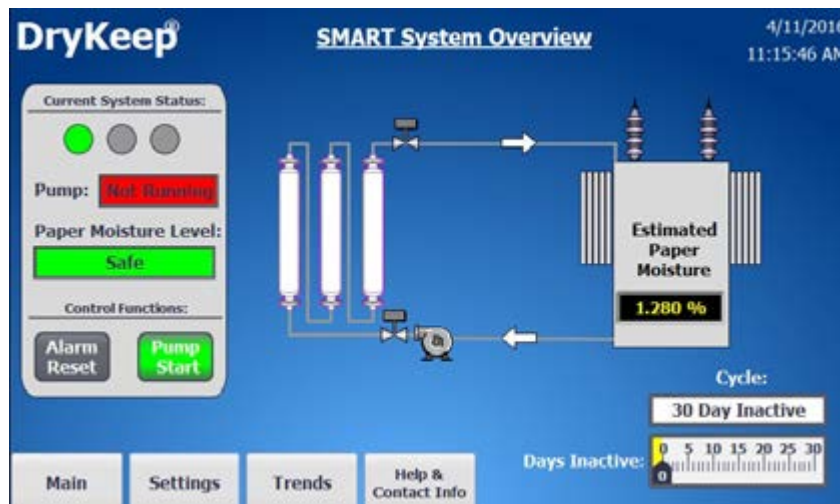 DryKeep®
SMART System Overview
4/11/2016
11:15:46 AM
Current System Status:
Pump: Not Running
Paper Moisture Level:
Safe
Control Functions:
Alarm
Reset
Pump
Start
Estimated
Paper
Moisture
1.280 %
Cycle:
30 Day Inactive
Days Inactive:
0 5 10 15 20 25 30
0
Main
Settings
Trends
Help &
Contact Info